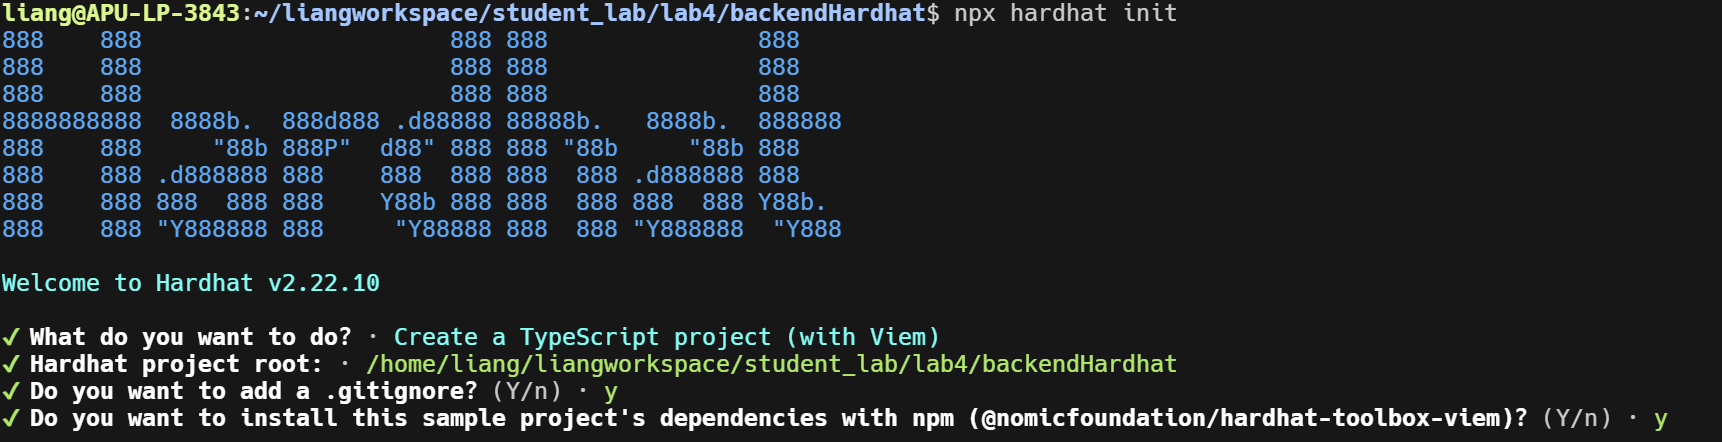 liang@APU-LP-3843:~/liangworkspace/student_lab/lab4/backendHardhat$ npx hardhat init
888    888                      888 888               888
888    888                      888 888               888
888    888                      888 888               888
8888888888  8888b.  888d888 .d88888 88888b.   8888b.  888888
888    888     "88b 888P"  d88" 888 888 "88b     "88b 888
888    888 .d888888 888    888  888 888  888 .d888888 888
888    888 888  888 888    Y88b 888 888  888 888  888 Y88b.
888    888 "Y888888 888     "Y88888 888  888 "Y888888  "Y888
Welcome to Hardhat v2.22.10
✔ What do you want to do? · Create a TypeScript project (with Viem)
✔ Hardhat project root: · /home/liang/liangworkspace/student_lab/lab4/backendHardhat
✔ Do you want to add a .gitignore? (Y/n) · y
✔ Do you want to install this sample project's dependencies with npm (@nomicfoundation/hardhat-toolbox-viem)? (Y/n) · y